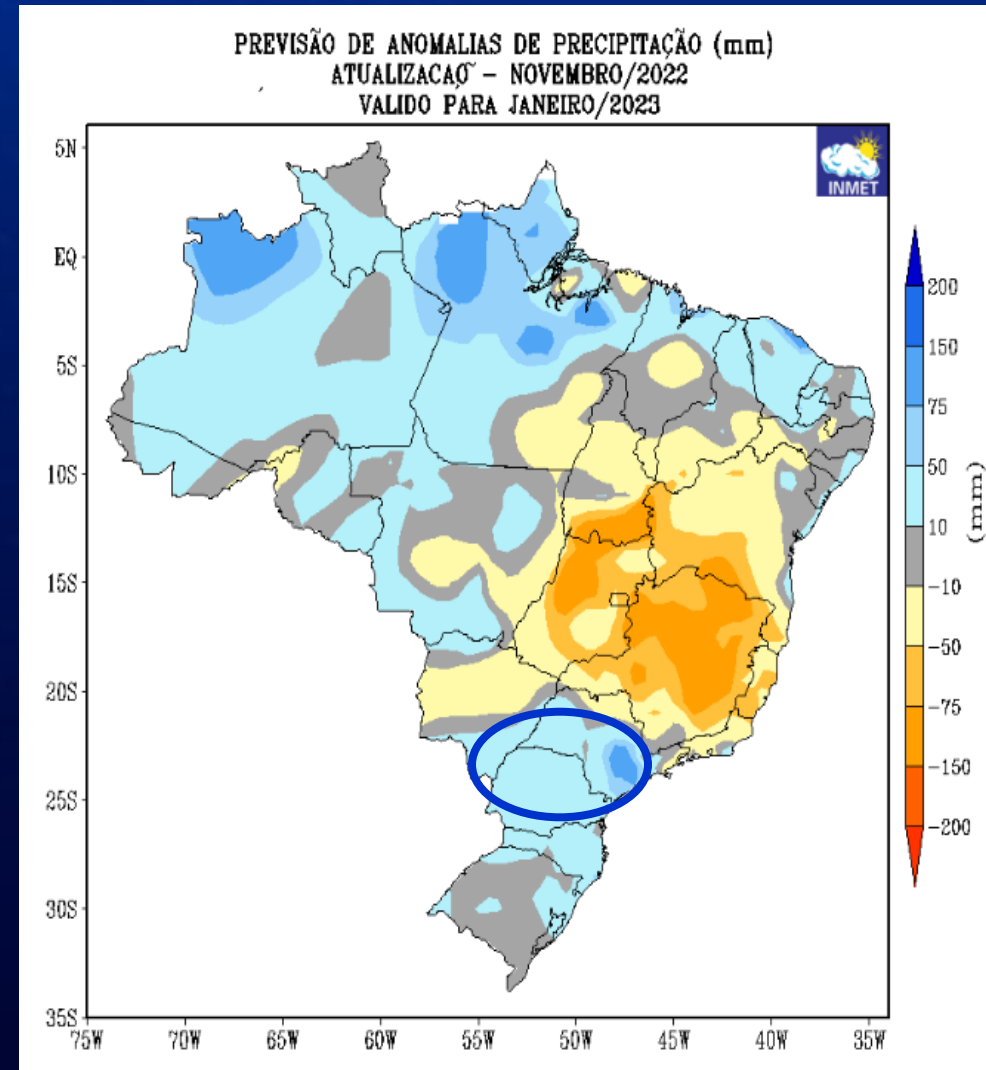 PREVISÃO DE ANOMALIAS DE PRECIPITAÇÃO (mm)
ATUALIZACAO˜ – NOVEMBRO/2022
VALIDO PARA JANEIRO/2023
INMET
5N
EQ
5S
10S
15S
20S
25S
30S
35S
75W 70W 65W 60W 55W 50W 45W 40W 35W
200
150
75
50
10
-10
-50
-75
-150
-200
(mm)